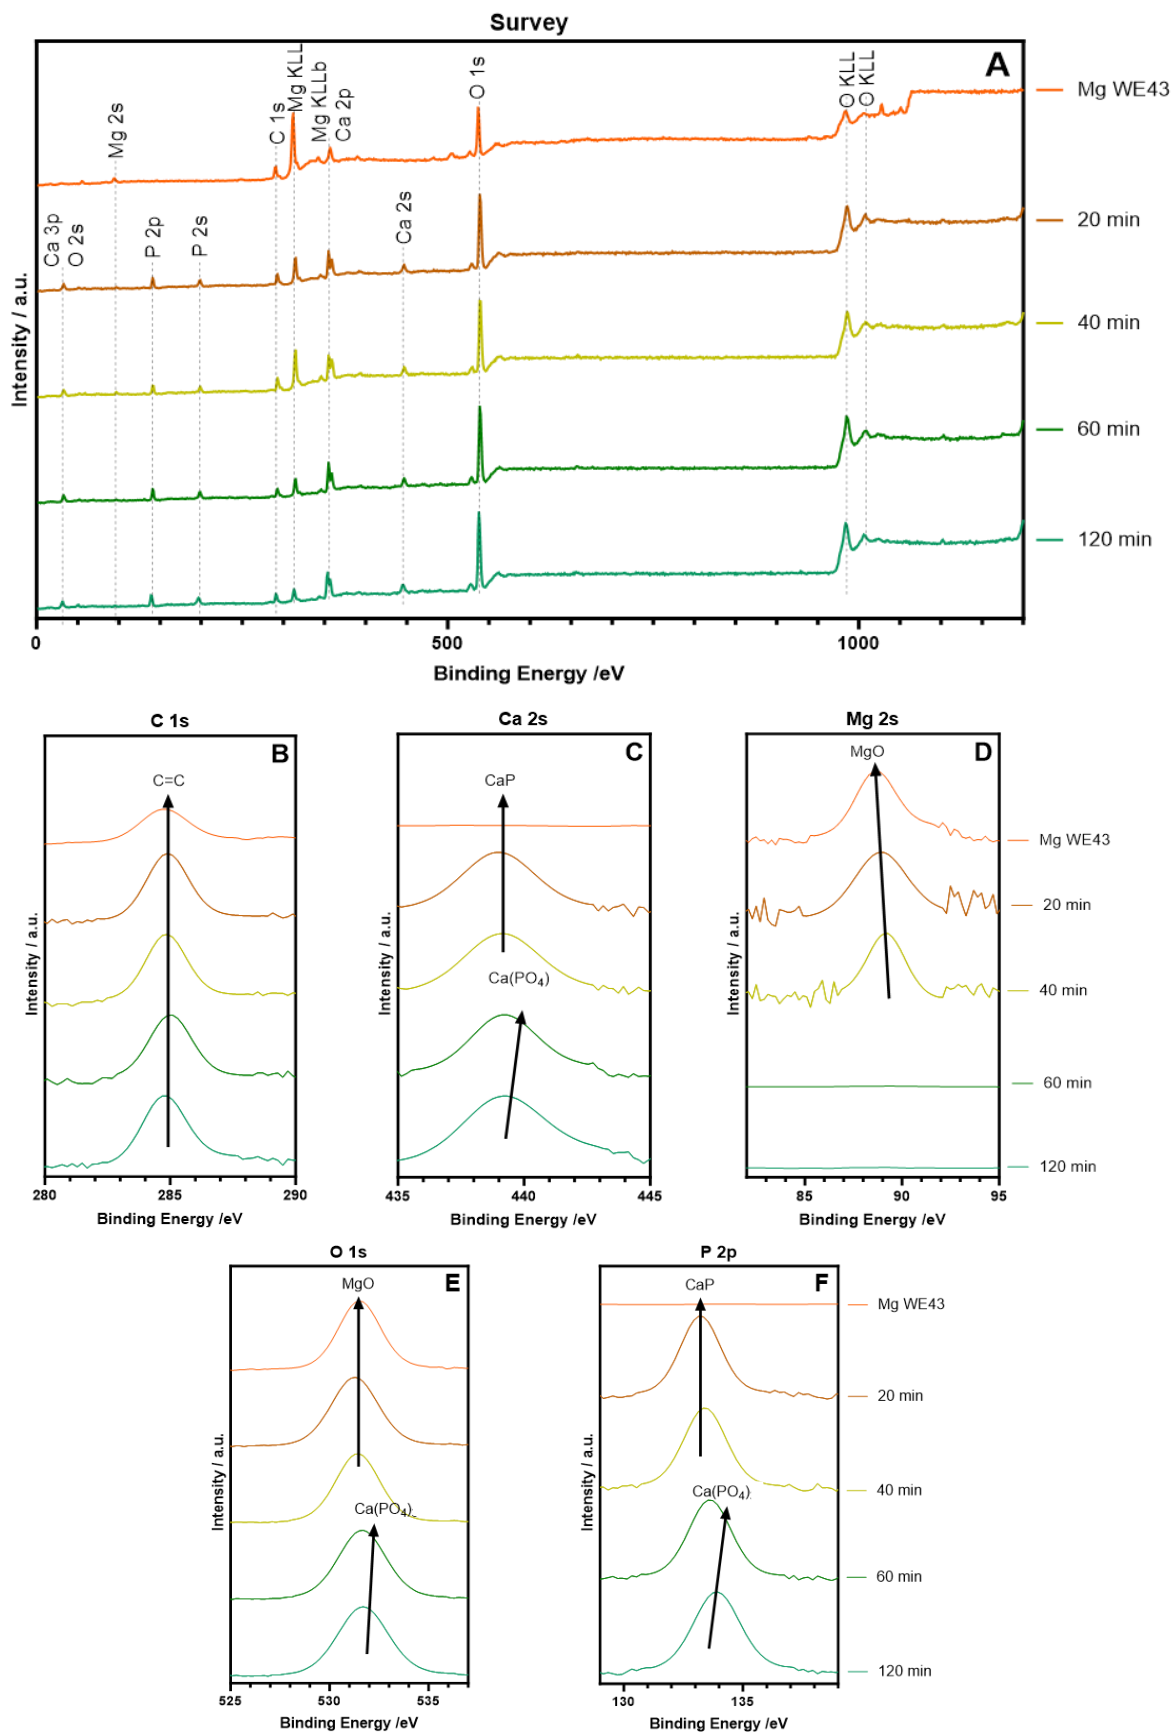 Survey
A
Mg 2s
C 1s
Mg KLL
Mg KLLb
Ca 2p
O 1s
O KLL
O KLL
Mg WE43
Ca 3p
O 2s
P 2p
P 2s
Ca 2s
20 min
40 min
60 min
120 min
Intensity / a.u.
0
500
1000
Binding Energy /eV
C 1s
B
C=C
Intensity / a.u.
280
285
290
Binding Energy /eV
Ca 2s
C
CaP
Ca(PO₄)
Intensity / a.u.
435
440
445
Binding Energy /eV
Mg 2s
D
MgO
Mg WE43
20 min
40 min
60 min
120 min
Intensity / a.u.
85
90
95
Binding Energy /eV
O 1s
E
MgO
Ca(PO₄)
Intensity / a.u.
525
530
535
Binding Energy /eV
P 2p
F
CaP
Ca(PO₄)
Mg WE43
20 min
40 min
60 min
120 min
Intensity / a.u.
130
135
Binding Energy /eV